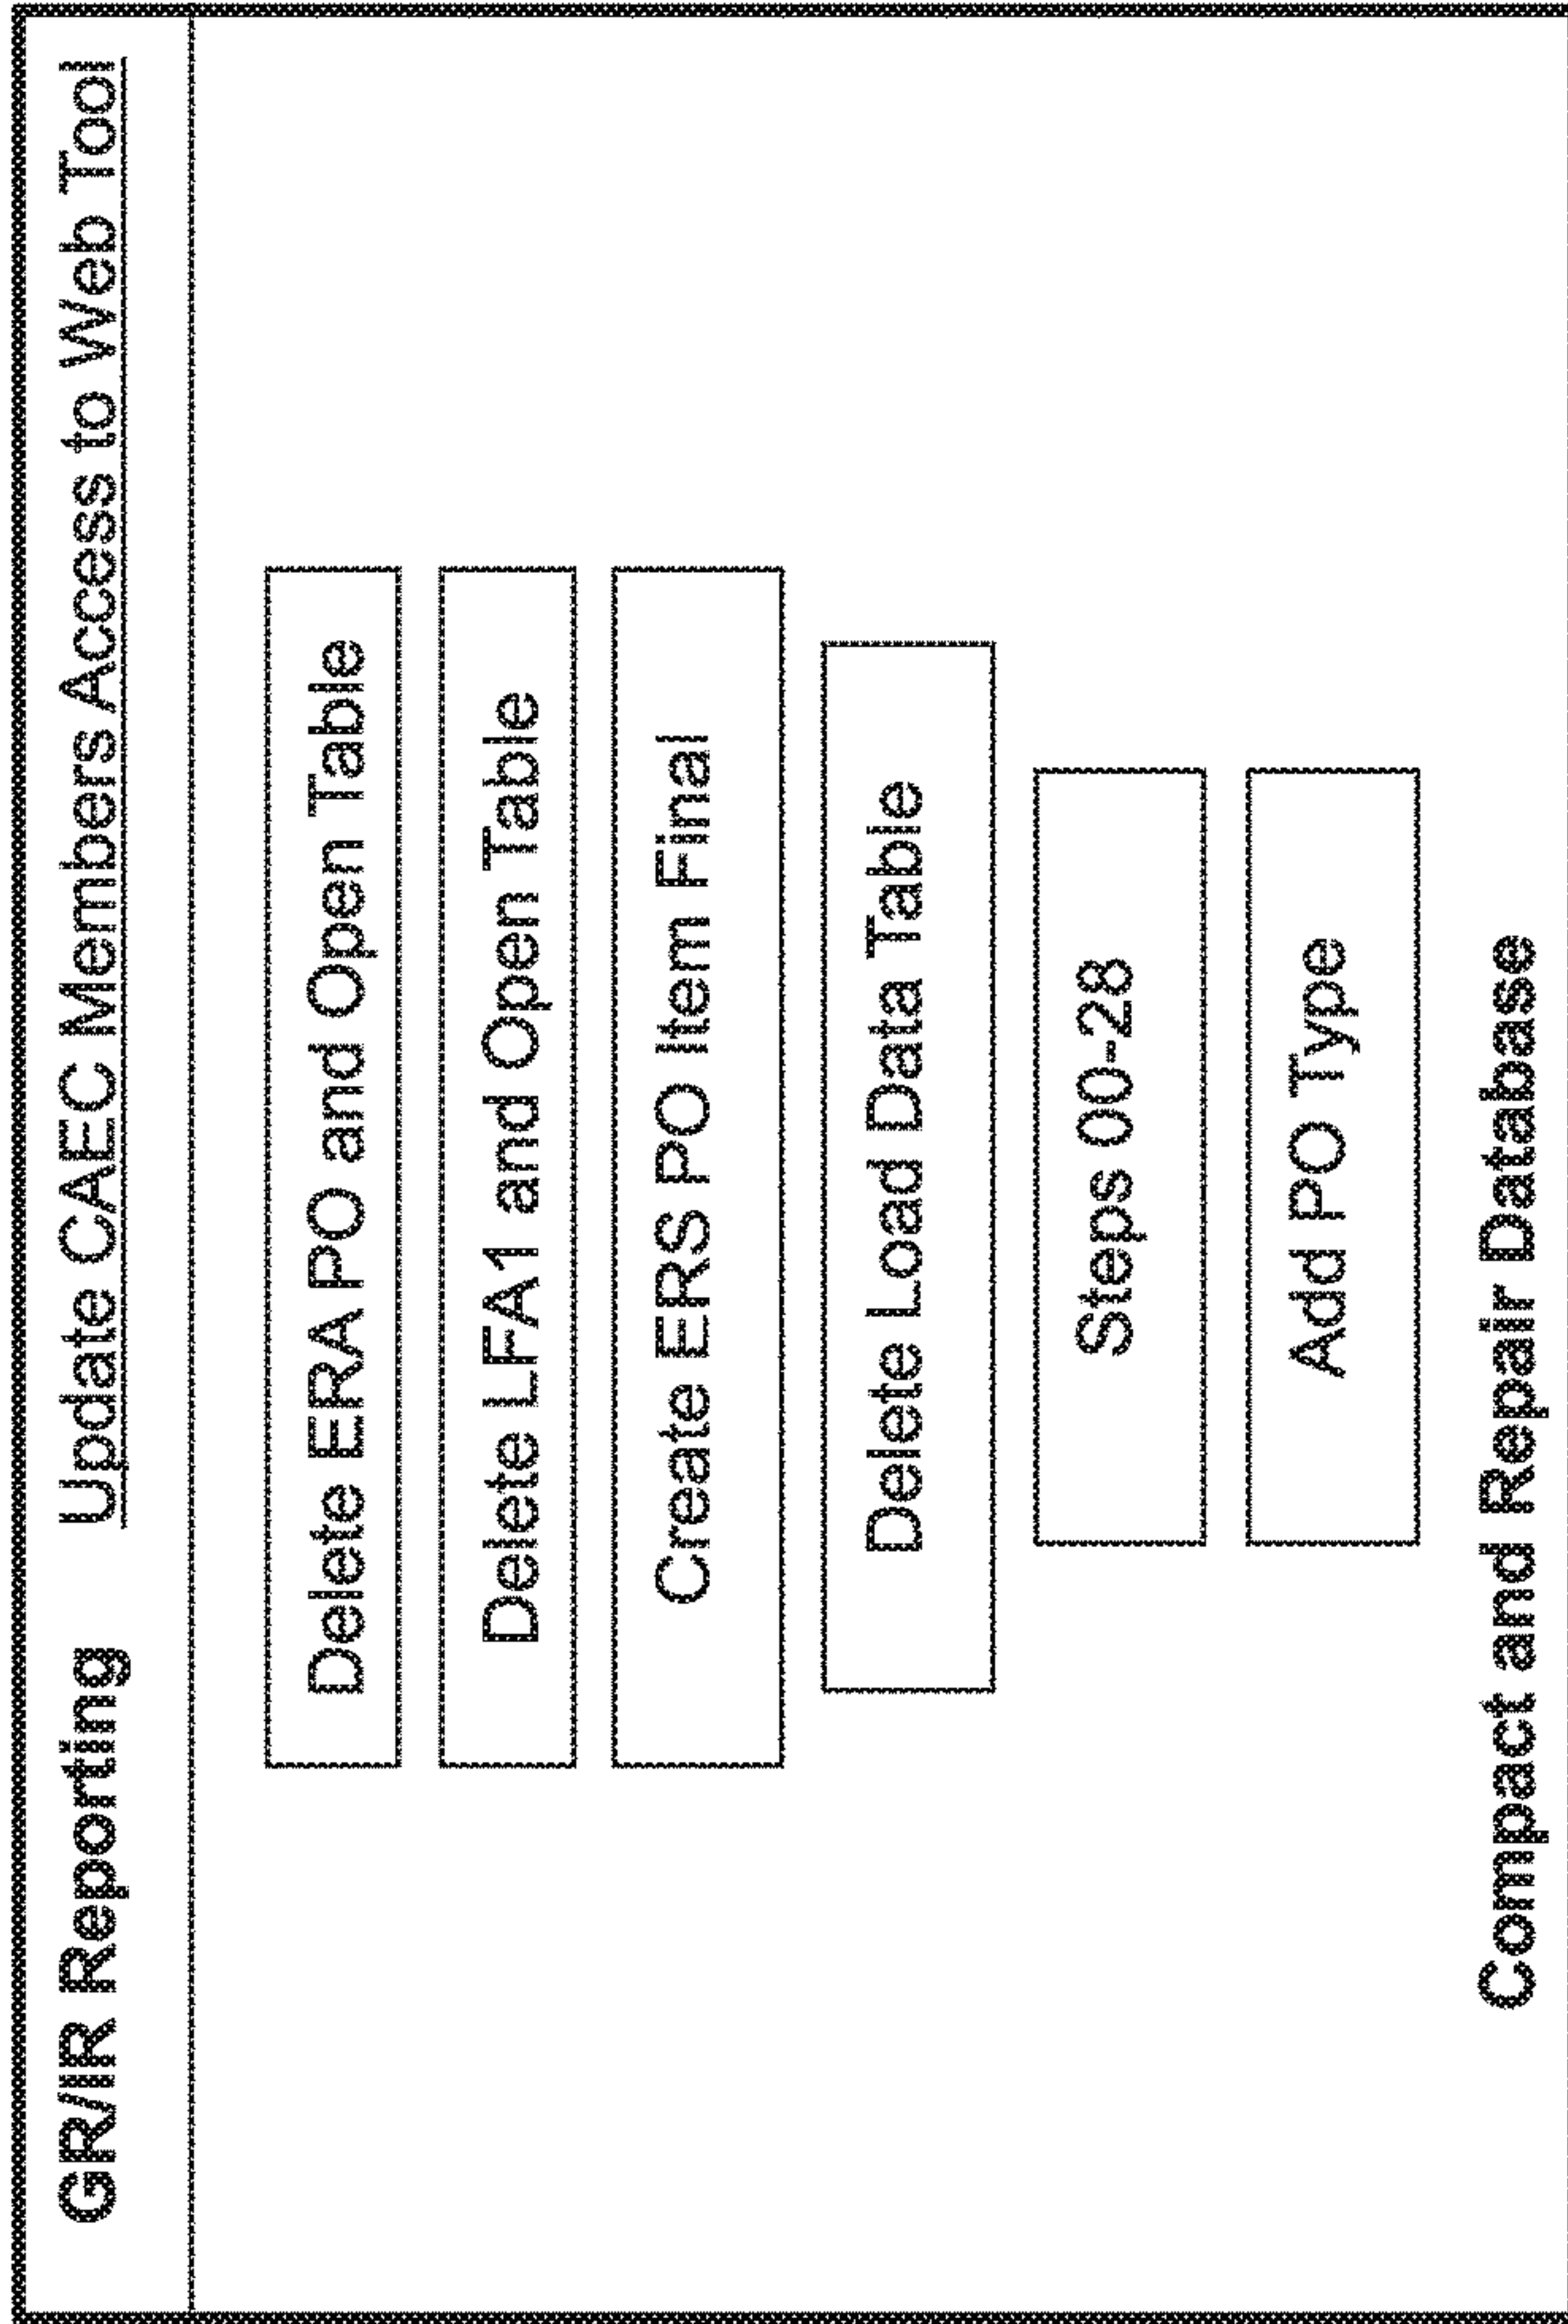 GR/IR Reporting Update CAEC Members Access to Web Tool
Delete ERA PO and Open Table
Delete LFA1 and Open Table
Create ERS PO Item Final
Delete Load Data Table
Steps 00-28
Add PO Type
Compact and Repair Database